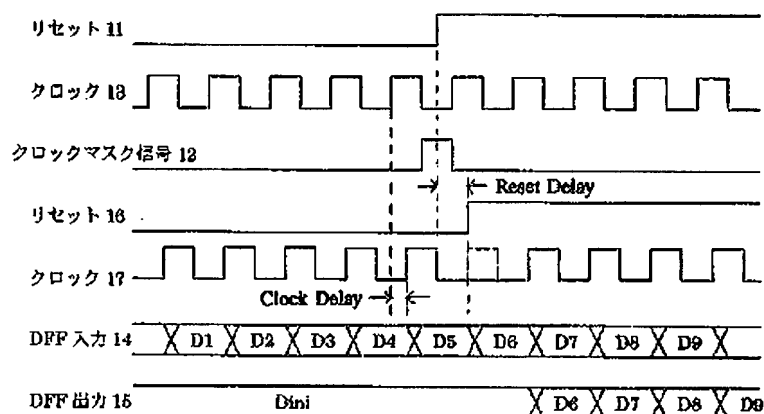 リセット 11
クロック 13
クロックマスク信号 12
Reset Delay
リセット 16
クロック 17
Clock Delay
DFF 入力 14 D1 D2 D3 D4 D5 D6 D7 D8 D9
DFF 出力 15 Dini D6 D7 D8 D9